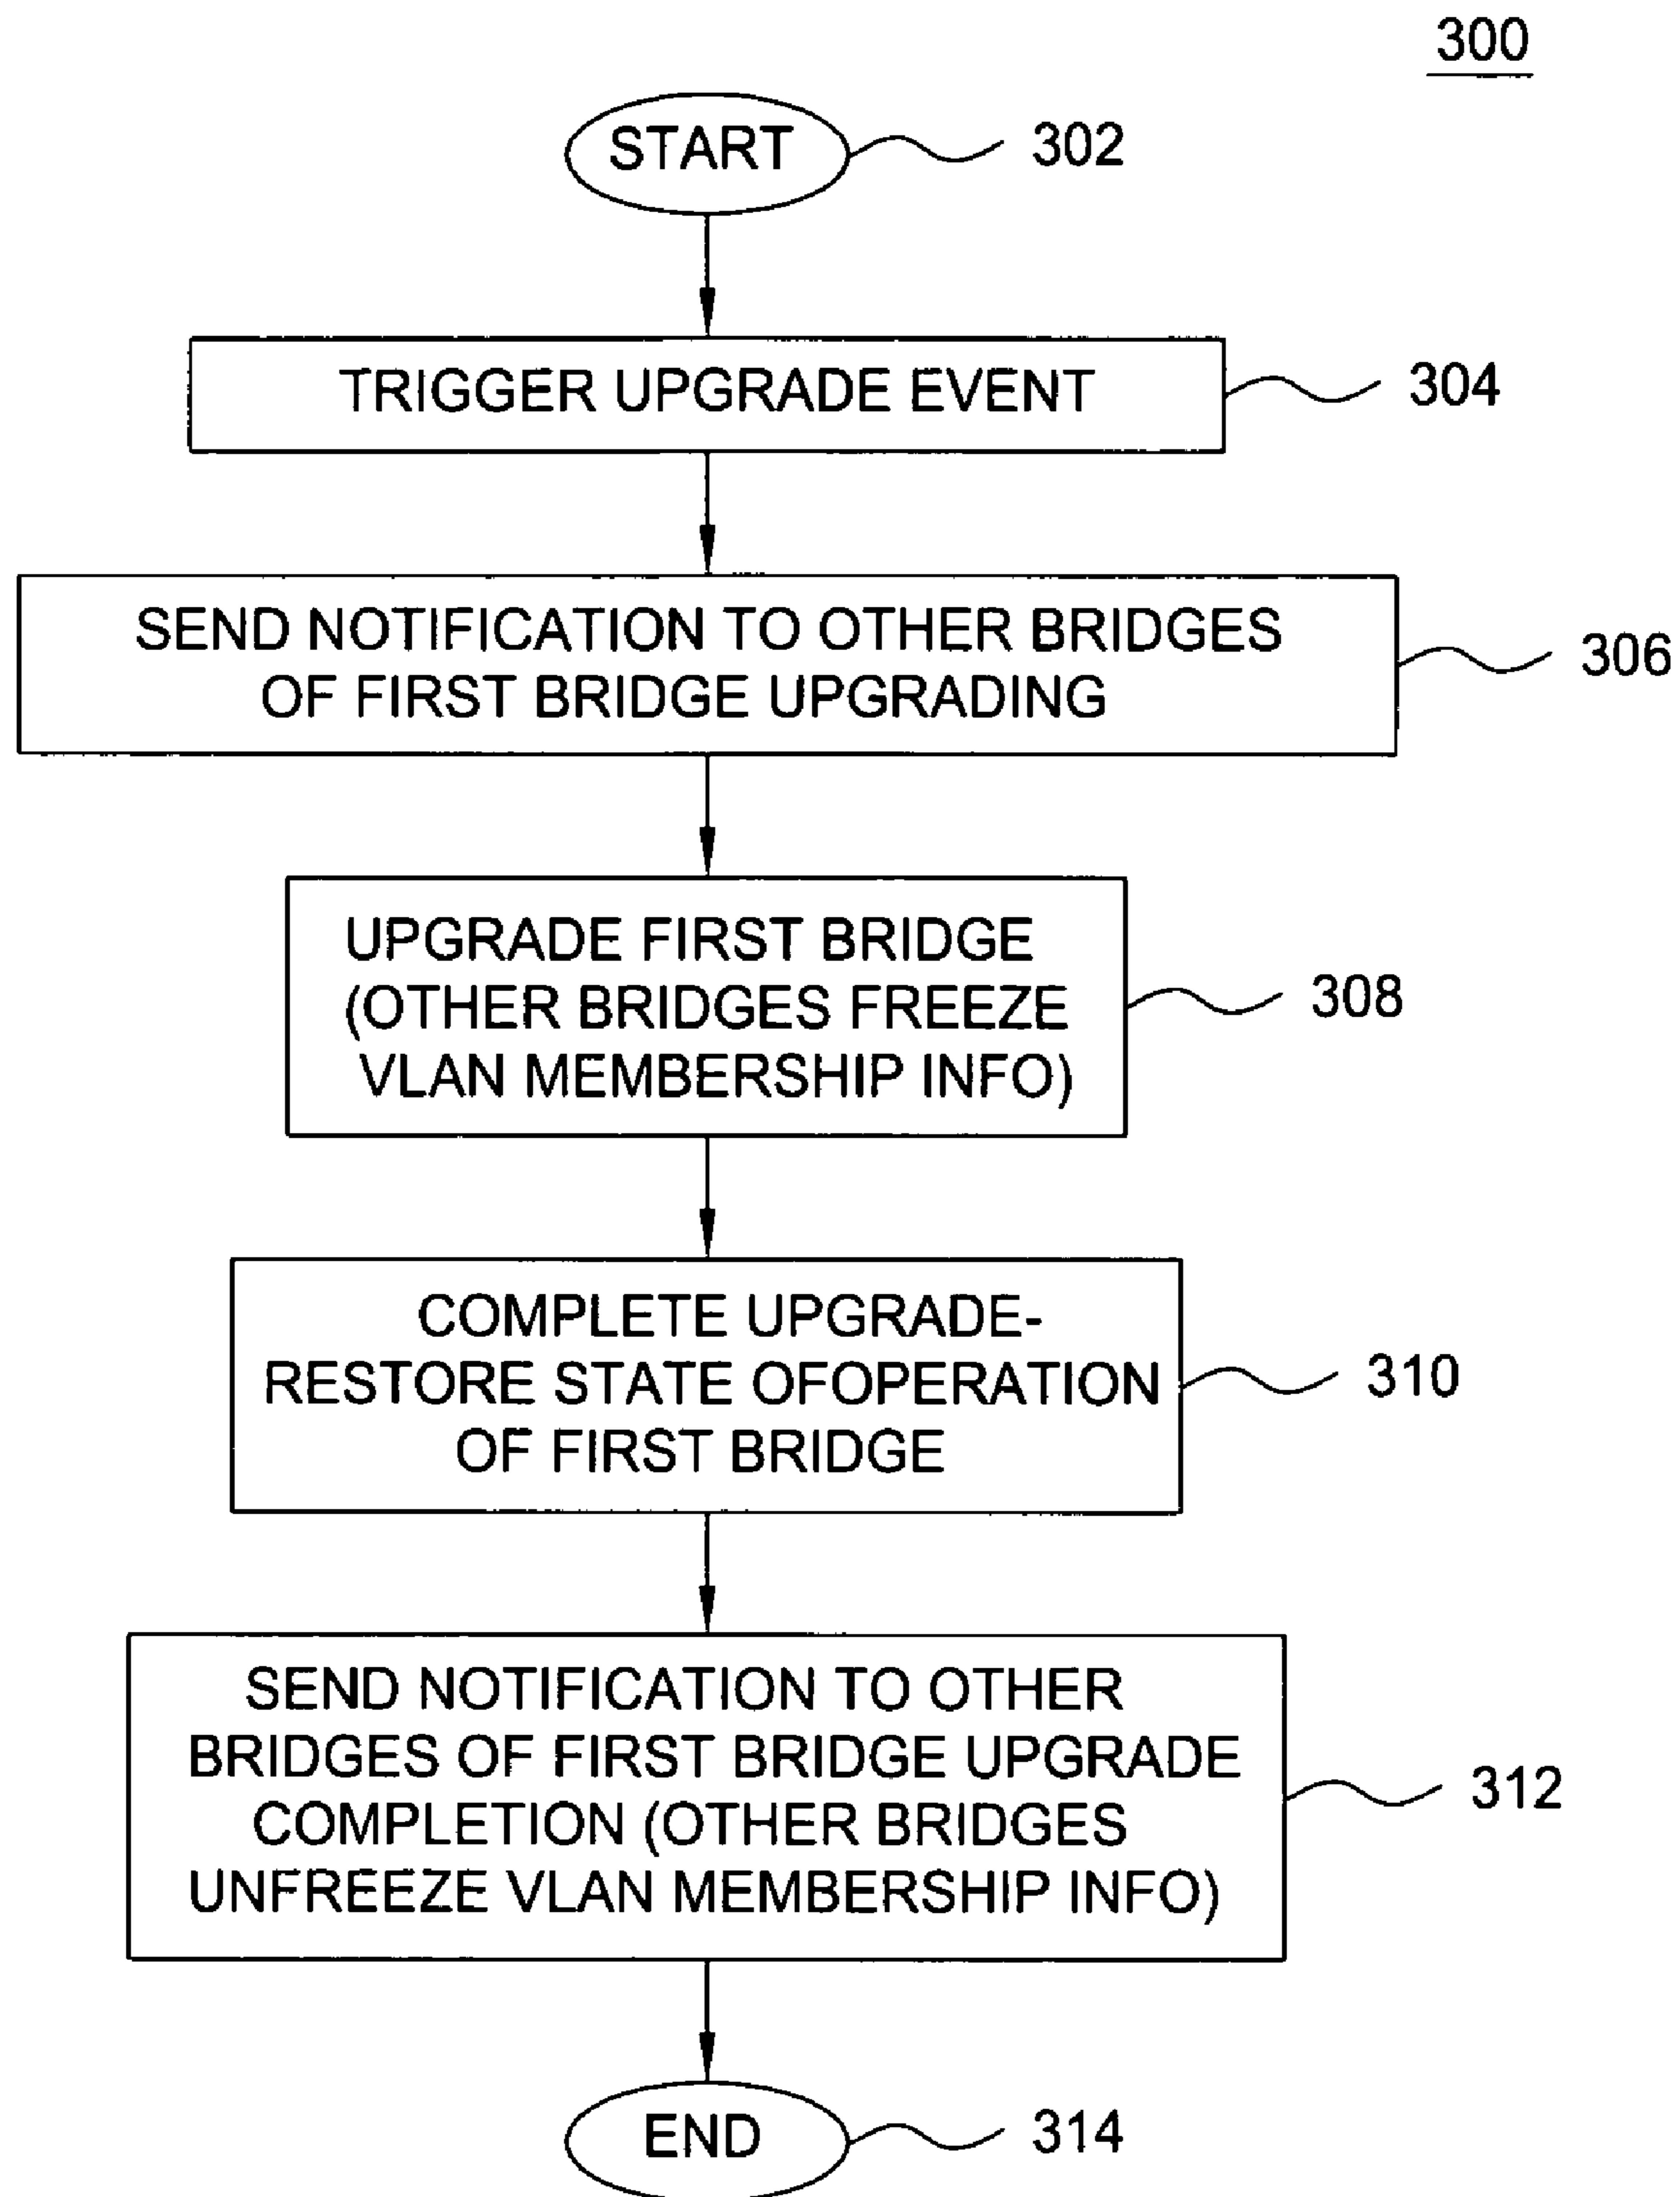 300
START
302
TRIGGER UPGRADE EVENT
304
SEND NOTIFICATION TO OTHER BRIDGES
OF FIRST BRIDGE UPGRADING
306
UPGRADE FIRST BRIDGE
(OTHER BRIDGES FREEZE
VLAN MEMBERSHIP INFO)
308
COMPLETE UPGRADE-
RESTORE STATE OFOPERATION
OF FIRST BRIDGE
310
SEND NOTIFICATION TO OTHER
BRIDGES OF FIRST BRIDGE UPGRADE
COMPLETION (OTHER BRIDGES
UNFREEZE VLAN MEMBERSHIP INFO)
312
END
314